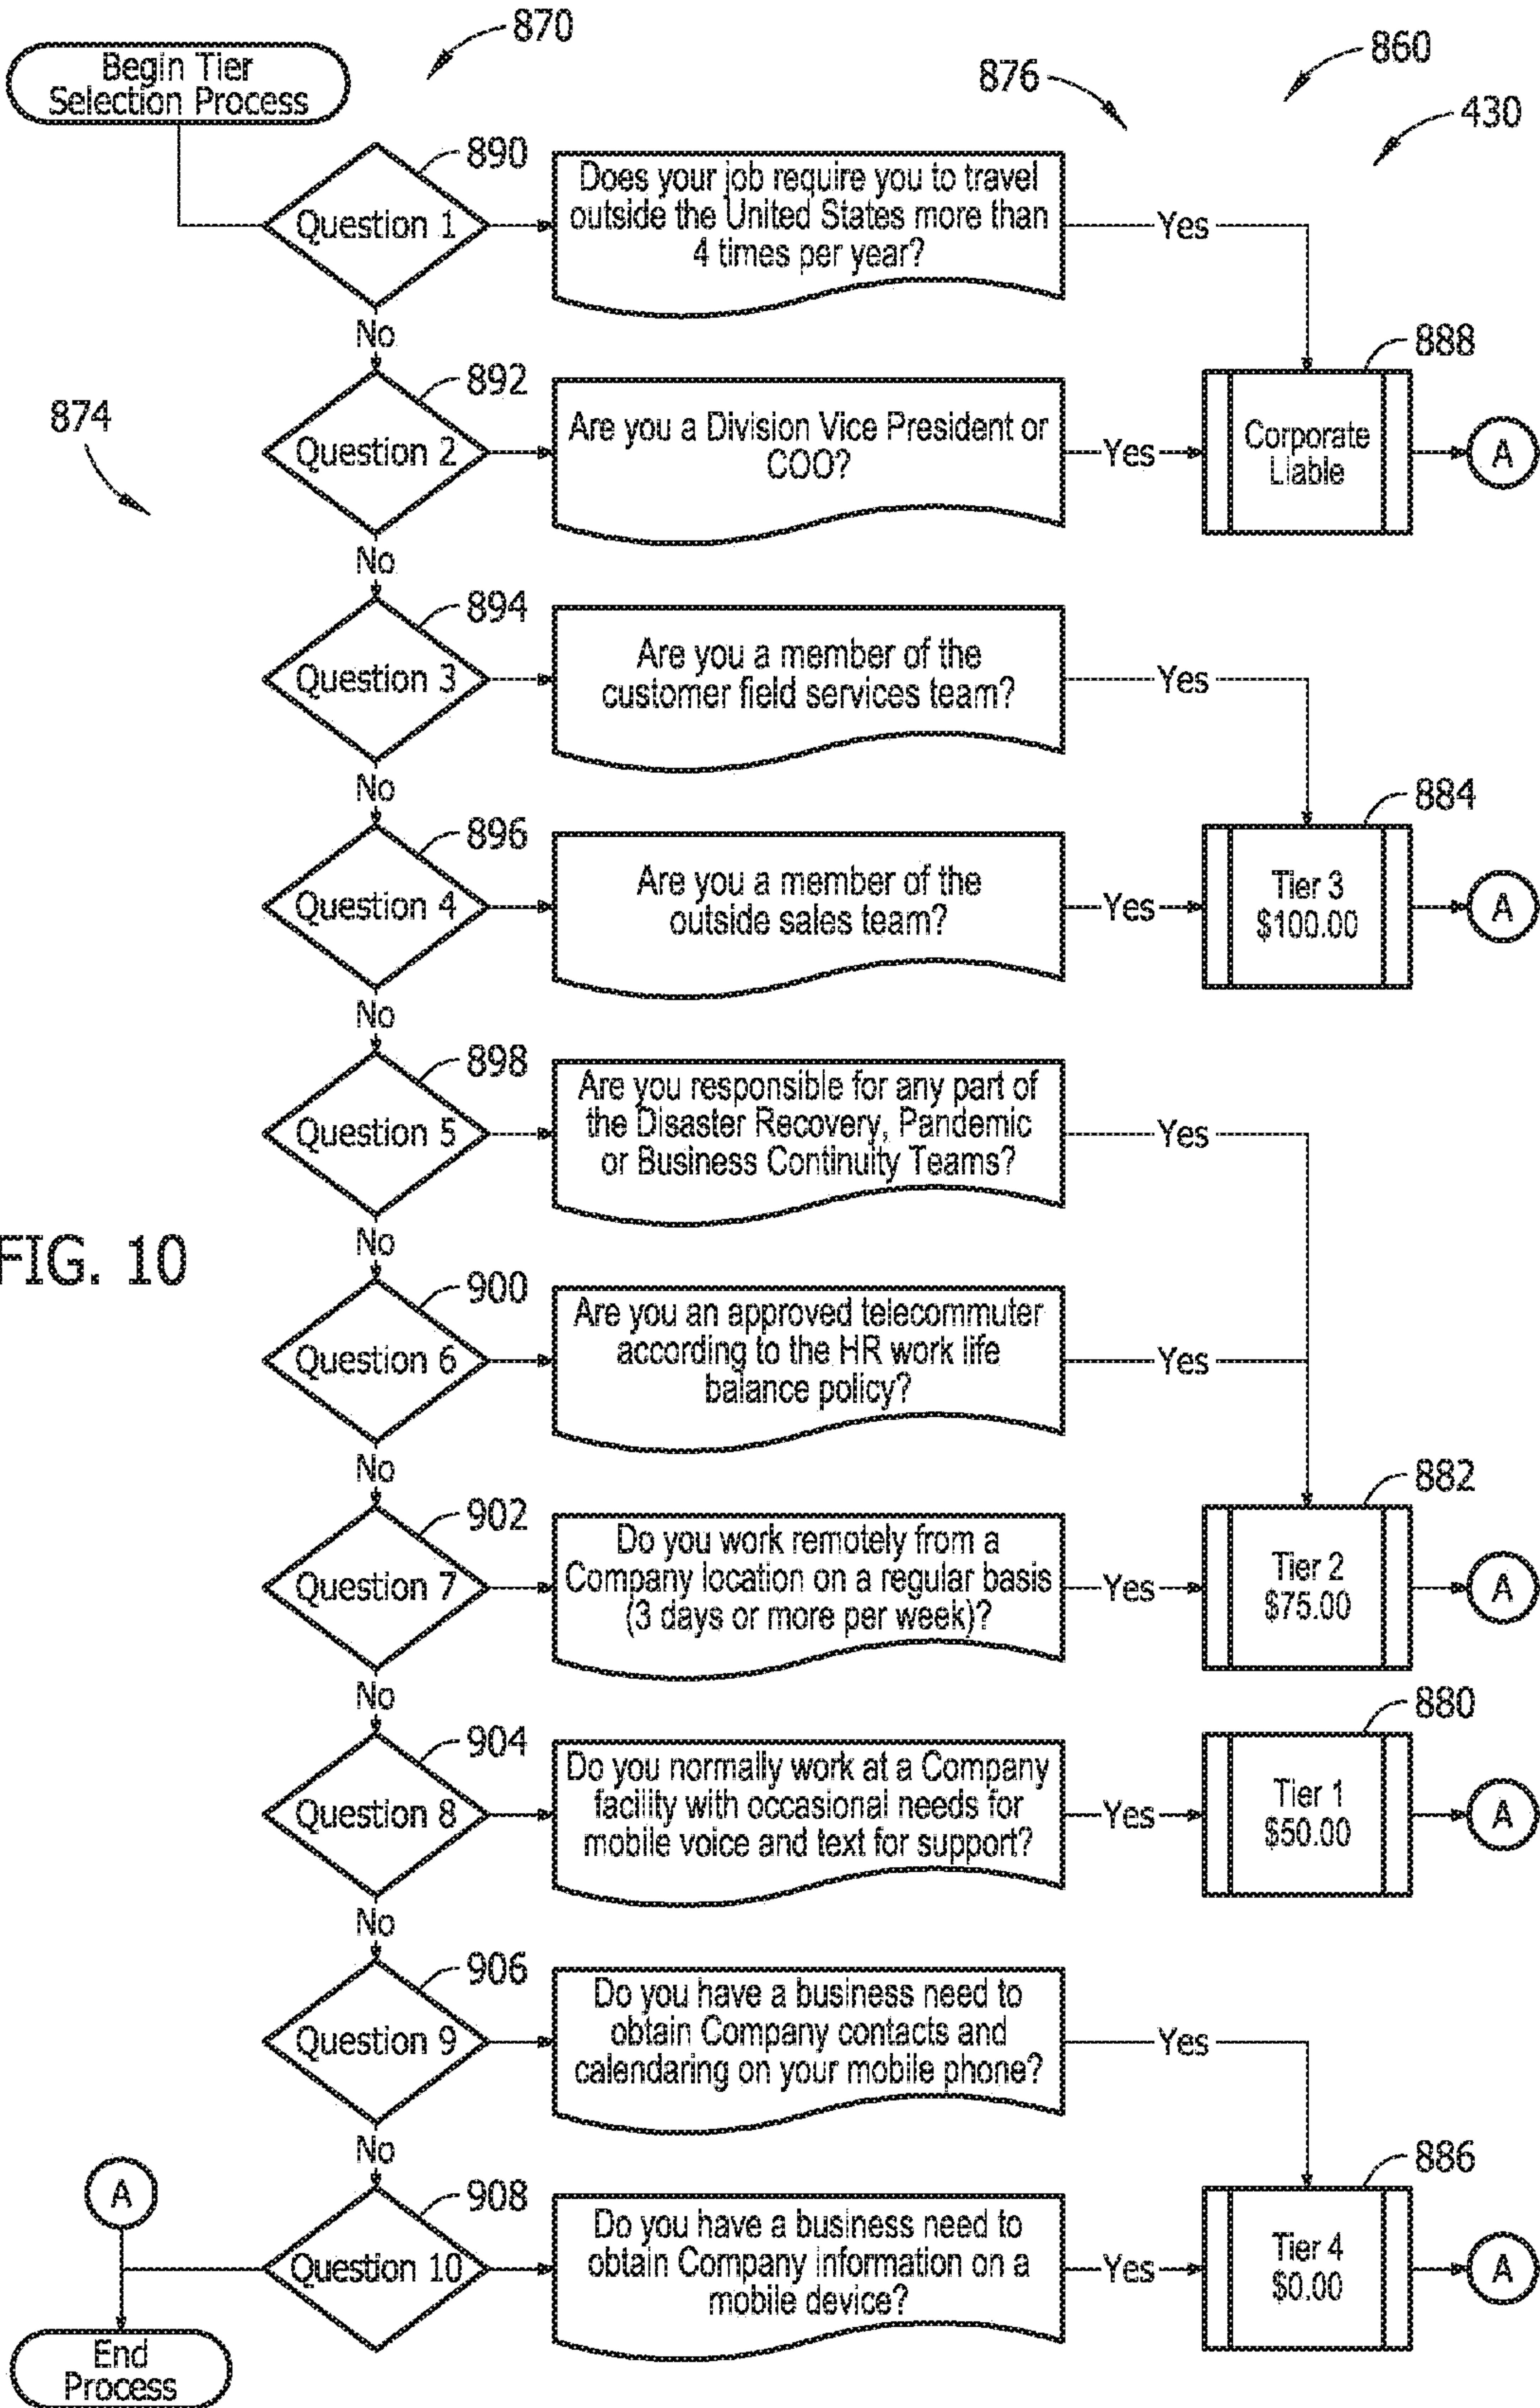 870
Begin Tier
Selection Process
876
860
430
890
Question 1
Does your job require you to travel
outside the United States more than
4 times per year?
Yes
No
874
892
Question 2
Are you a Division Vice President or
COO?
Yes
888
Corporate
Liable
A
No
894
Question 3
Are you a member of the
customer field services team?
Yes
No
896
Question 4
Are you a member of the
outside sales team?
Yes
884
Tier 3
$100.00
A
No
898
Question 5
Are you responsible for any part of
the Disaster Recovery, Pandemic
or Business Continuity Teams?
Yes
No
FIG. 10
900
Question 6
Are you an approved telecommuter
according to the HR work life
balance policy?
Yes
No
902
Question 7
Do you work remotely from a
Company location on a regular basis
(3 days or more per week)?
Yes
882
Tier 2
$75.00
A
No
904
Question 8
Do you normally work at a Company
facility with occasional needs for
mobile voice and text for support?
Yes
880
Tier 1
$50.00
A
No
906
Question 9
Do you have a business need to
obtain Company contacts and
calendaring on your mobile phone?
Yes
No
A
908
Question 10
Do you have a business need to
obtain Company information on a
mobile device?
Yes
886
Tier 4
$0.00
A
End
Process